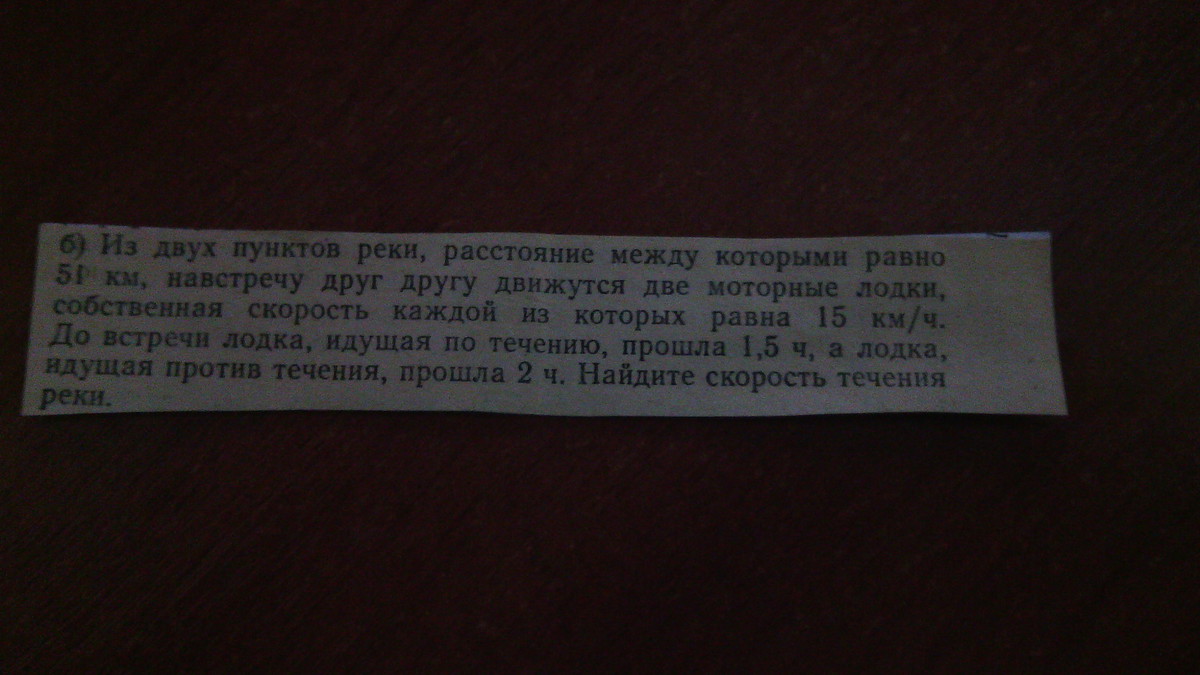 б) Из двух пунктов реки, расстояние между которыми равно
51 км, навстречу друг другу движутся две моторные лодки,
собственная скорость каждой из которых равна 15 км/ч.
До встречи лодка, идущая по течению, прошла 1,5 ч, а лодка,
идущая против течения, прошла 2 ч. Найдите скорость течения
реки.